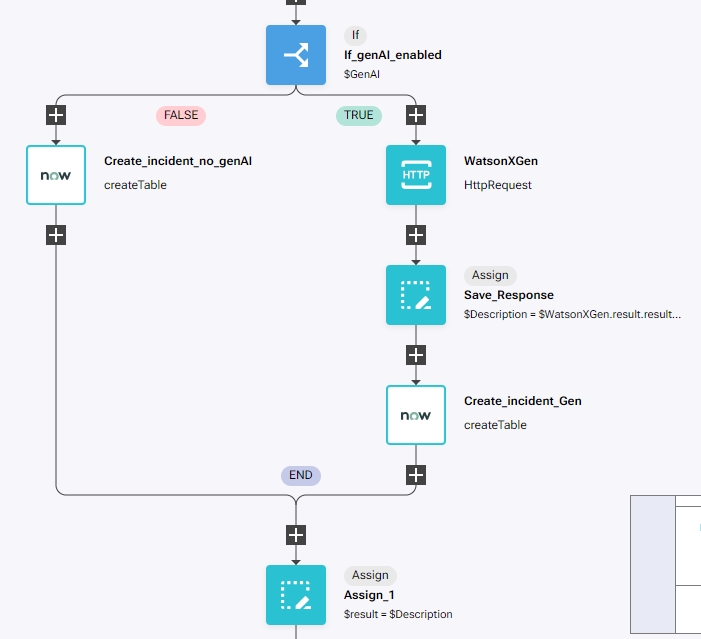 If
If_genAI_enabled
$GenAI
FALSE
TRUE
now
Create_incident_no_genAI
createTable
HTTP
WatsonXGen
HttpRequest
Assign
Save_Response
$Description = $WatsonXGen.result.result...
now
Create_incident_Gen
createTable
END
Assign
Assign_1
$result = $Description